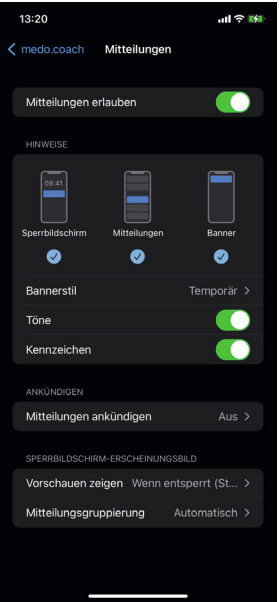 13:20
medo.coach Mitteilungen
Mitteilungen erlauben
HINWEISE
09:41
Sperrbildschirm Mitteilungen Banner
Bannerstil Temporär
Töne
Kennzeichen
ANKÜNDIGEN
Mitteilungen ankündigen Aus
SPERRBILDSCHIRM-ERSCHEINUNGSBILD
Vorschauen zeigen Wenn entsperrt (St...
Mitteilungsgruppierung Automatisch